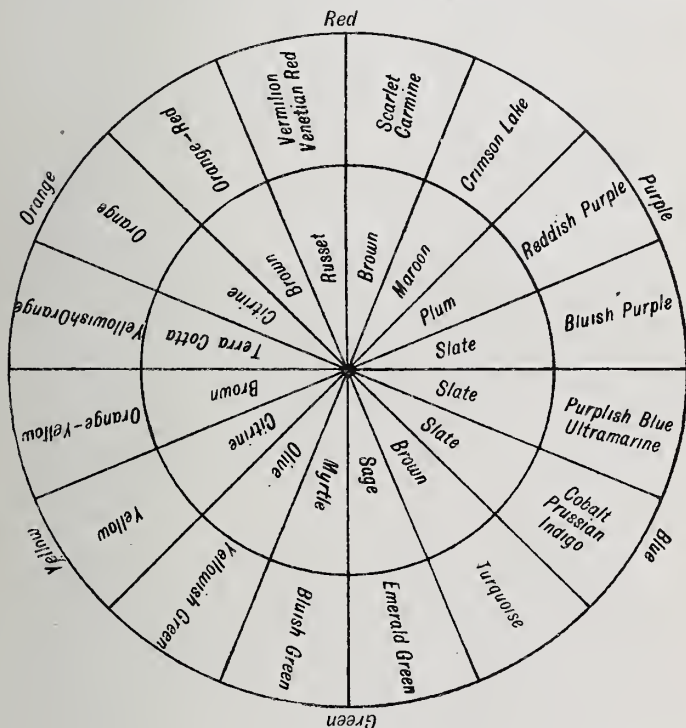 Red
Vermilion
Venetian Red
Scarlet
Carmine
Crimson Lake
Reddish Purple
Purple
Bluish Purple
Purplish Blue
Ultramarine
Cobalt
Prussian
Indigo
Blue
Turquoise
Emerald Green
Green
Bluish Green
Yellowish Green
Yellow
Yellow
Orange-Yellow
YellowishOrange
Orange
Orange
Orange-Red
Russet
Brown
Maroon
Plum
Slate
Slate
Slate
Brown
Sage
Myrtle
Olive
Citrine
Brown
Terra Cotta
Citrine
Brown